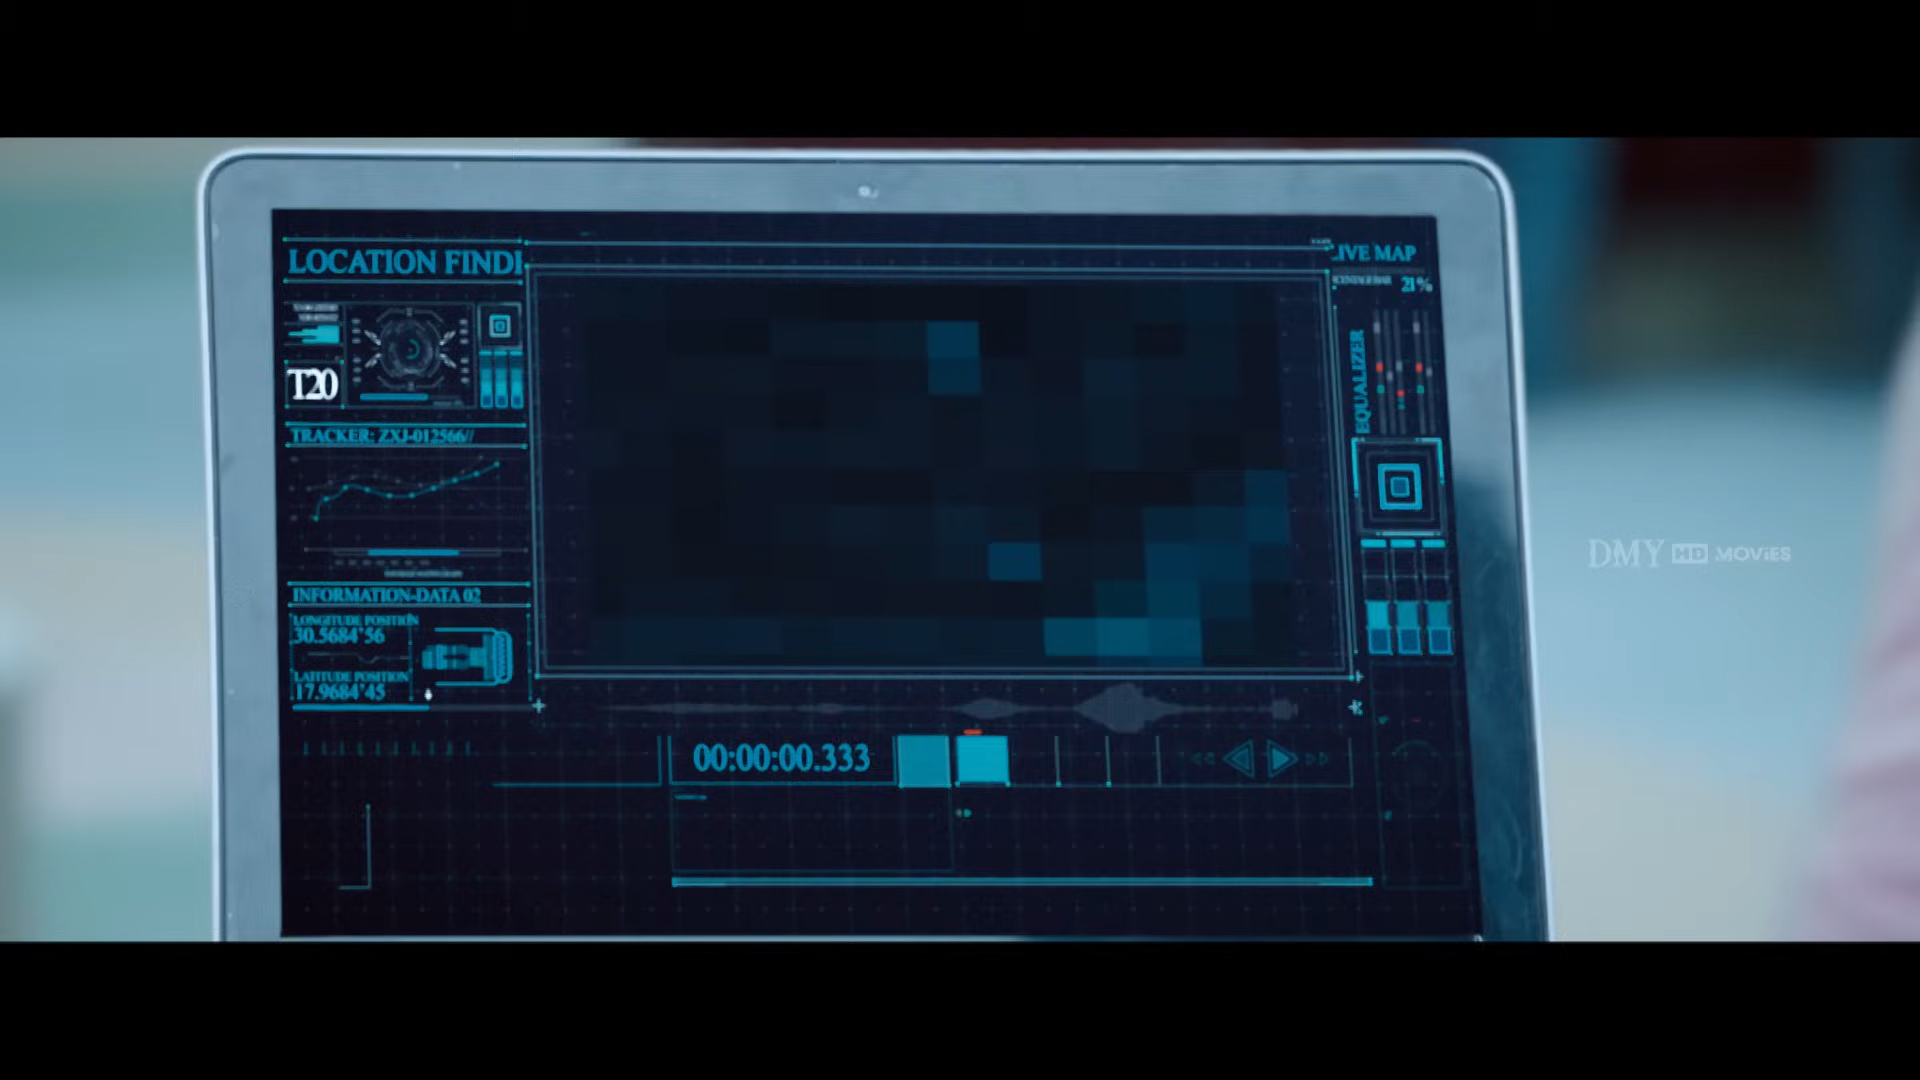 LOCATION FINDI
LIVE MAP
21%
T20
EQUALIZER
TRACKER: ZXJ-012566//
INFORMATION-DATA 02
LONGITUDE POSITION
30.5684'56
LATITUDE POSITION
17.9684'45
00:00:00.333
DMY HD MOVIES